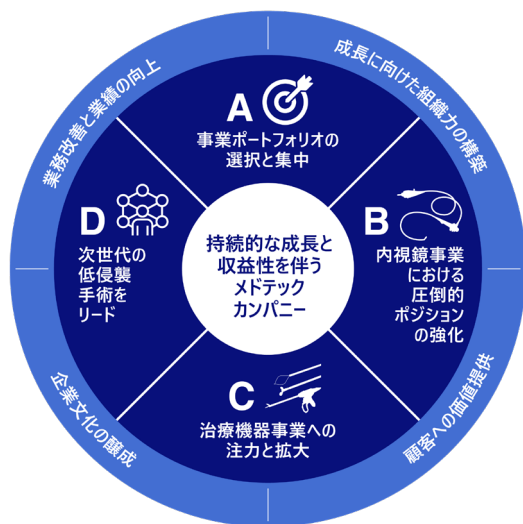 業務改善と業績の向上
成長に向けた組織力の構築
A
事業ポートフォリオの
選択と集中
B
内視鏡事業
における
圧倒的
ポジション
の強化
C
治療機器事業への
注力と拡大
D
次世代の
低侵襲
手術を
リード
持続的な成長と
収益性を伴う
メドテック
カンパニー
企業文化の醸成
顧客への価値提供